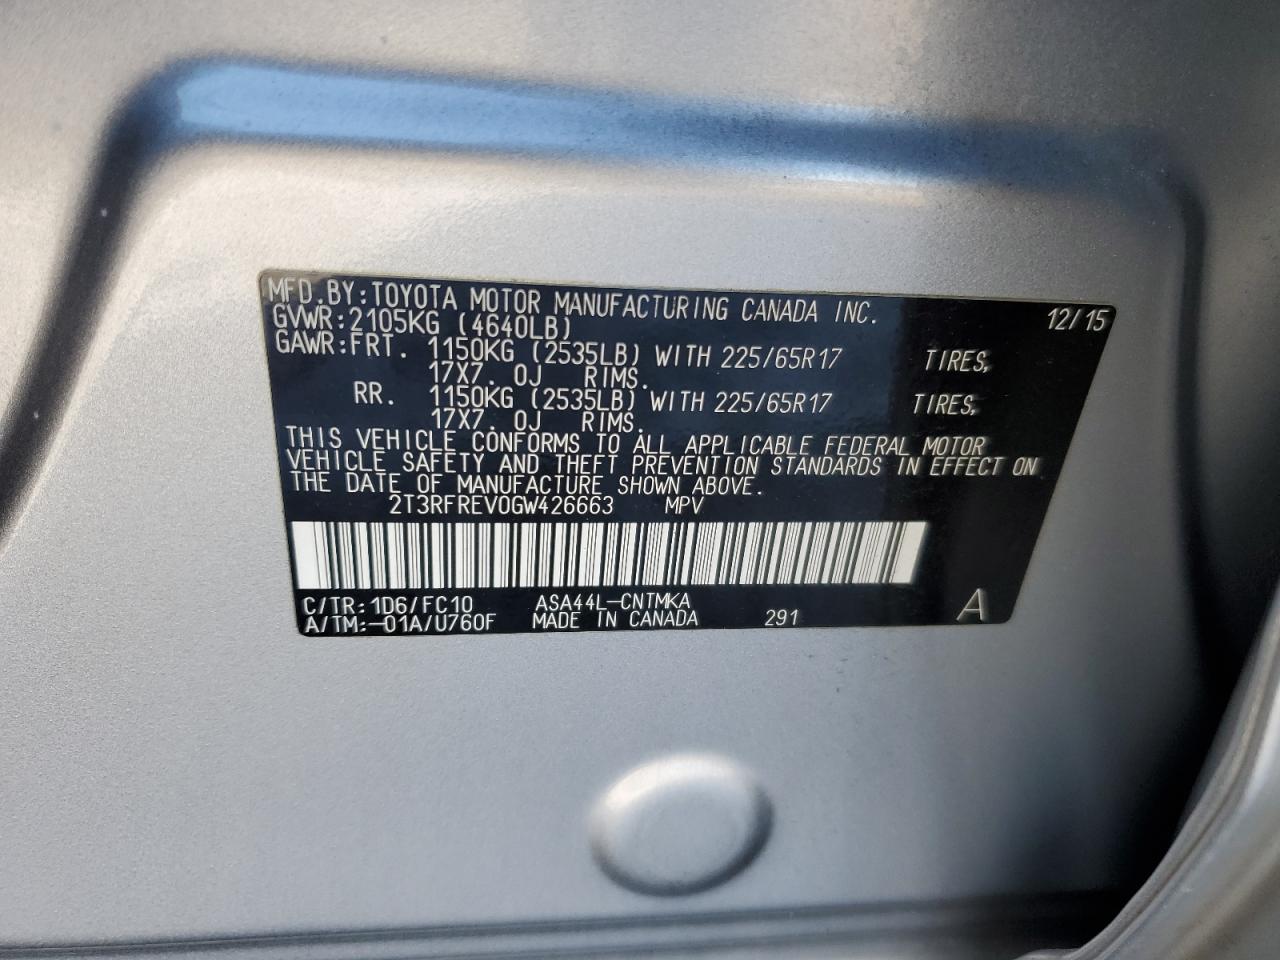 MFD.BY:TOYOTA MOTOR MANUFACTURING CANADA INC. 12/15
GVWR:2105KG (4640LB)
GAWR:FRT. 1150KG (2535LB) WITH 225/65R17 TIRES,
17X7.0J RIMS.
RR. 1150KG (2535LB) WITH 225/65R17 TIRES,
17X7.0J RIMS.
THIS VEHICLE CONFORMS TO ALL APPLICABLE FEDERAL MOTOR
VEHICLE SAFETY AND THEFT PREVENTION STANDARDS IN EFFECT ON
THE DATE OF MANUFACTURE SHOWN ABOVE.
2T3RFREV0GW426663 MPV
C/TR:1D6/FC10 ASA44L-CNTMKA
A/TM:-01A/U760F MADE IN CANADA 291 A